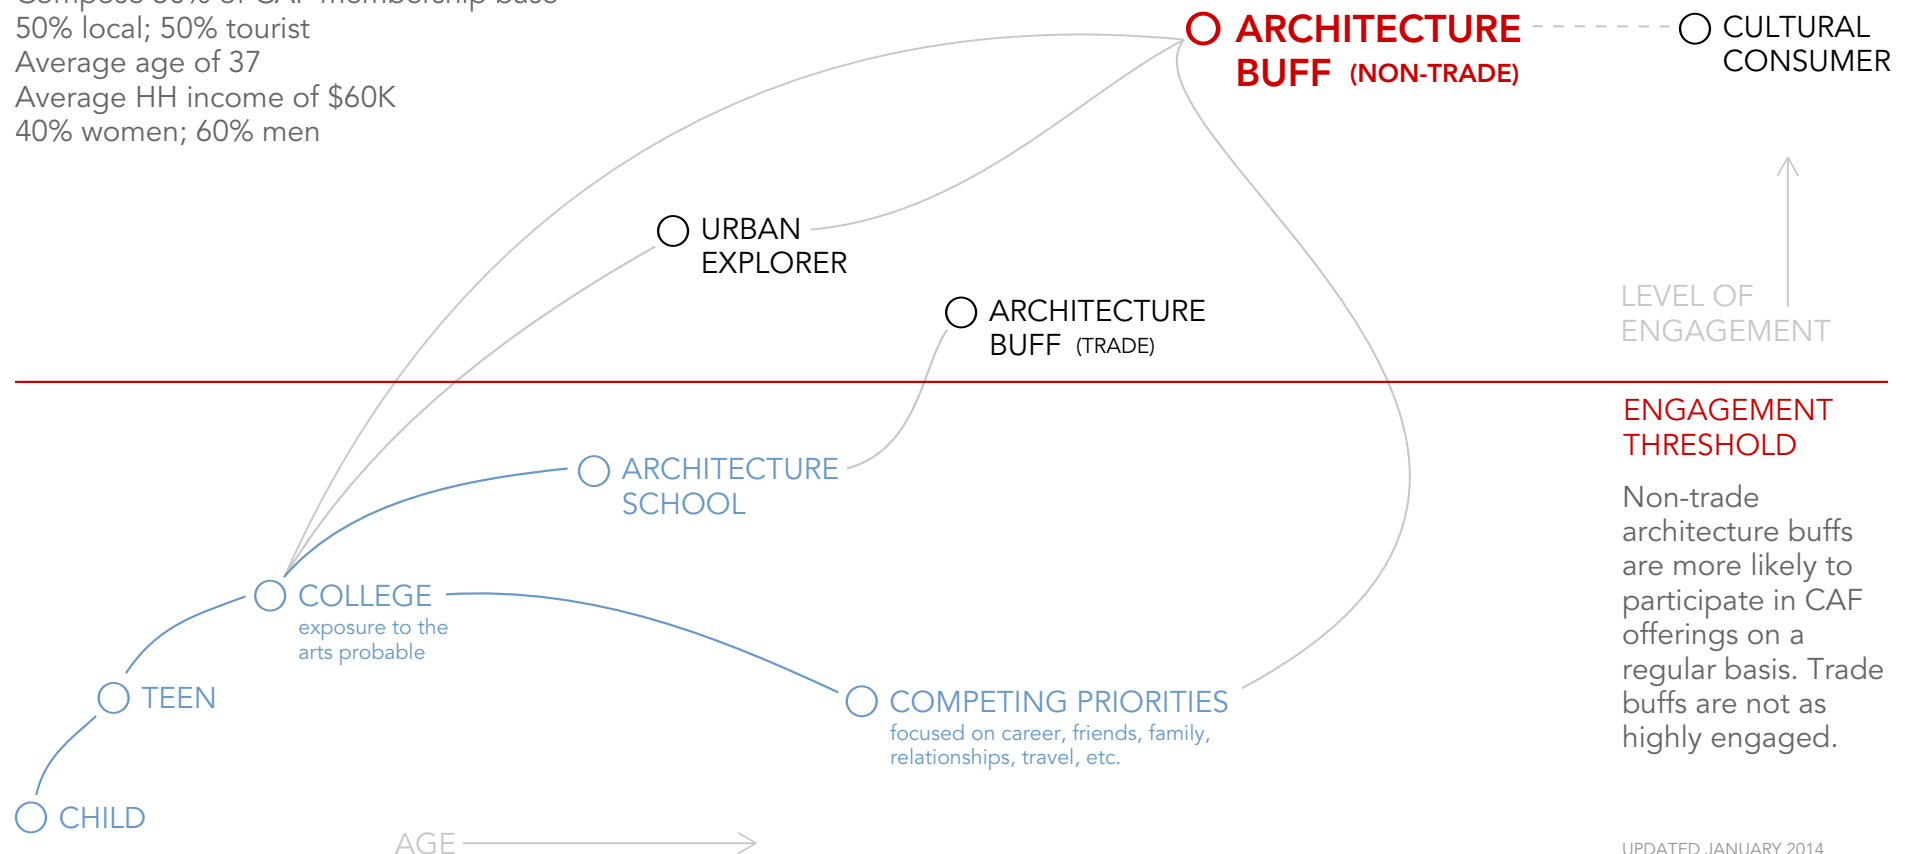 50% local; 50% tourist
Average age of 37
Average HH income of $60K
40% women; 60% men
ARCHITECTURE
BUFF (NON-TRADE)
CULTURAL
CONSUMER
URBAN
EXPLORER
ARCHITECTURE
BUFF (TRADE)
LEVEL OF
ENGAGEMENT
ENGAGEMENT
THRESHOLD
Non-trade
architecture buffs
are more likely to
participate in CAF
offerings on a
regular basis. Trade
buffs are not as
highly engaged.
ARCHITECTURE
SCHOOL
COLLEGE
exposure to the
arts probable
TEEN
COMPETING PRIORITIES
focused on career, friends, family,
relationships, travel, etc.
CHILD
AGE
UPDATED JANUARY 2014